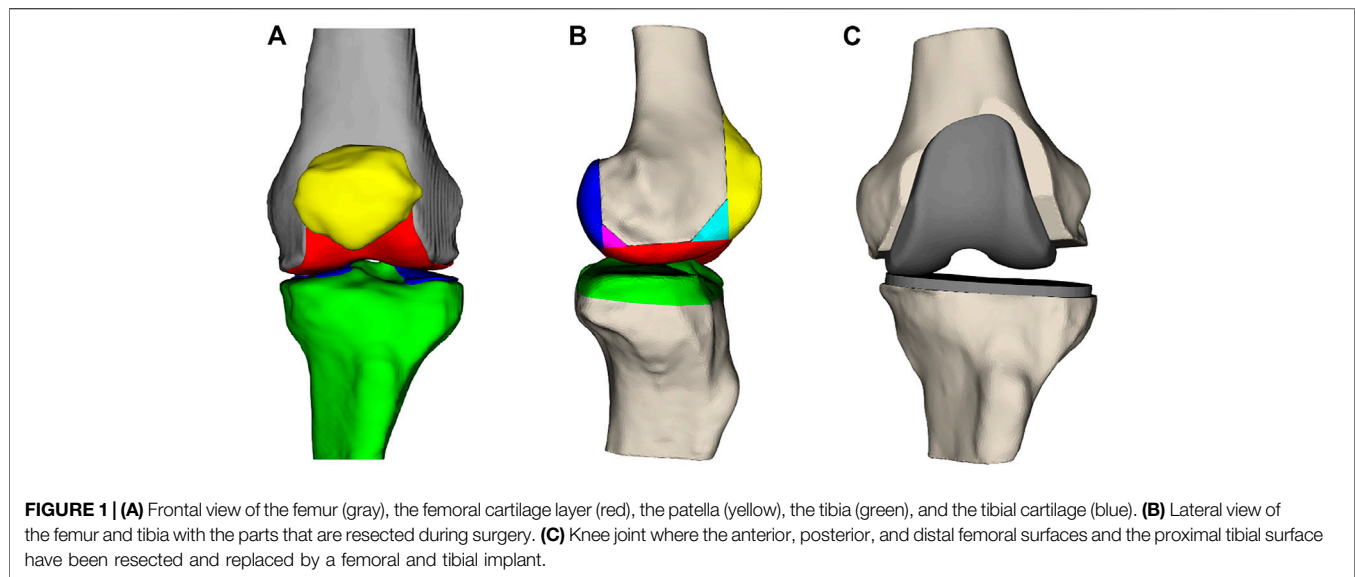 A
B
C
FIGURE 1 | (A) Frontal view of the femur (gray), the femoral cartilage layer (red), the patella (yellow), the tibia (green), and the tibial cartilage (blue). (B) Lateral view of
the femur and tibia with the parts that are resected during surgery. (C) Knee joint where the anterior, posterior, and distal femoral surfaces and the proximal tibial surface
have been resected and replaced by a femoral and tibial implant.